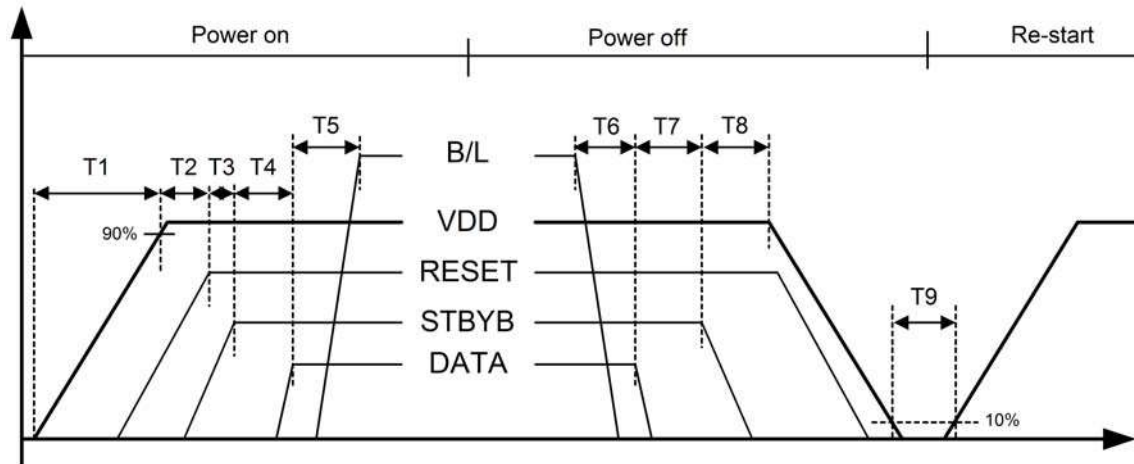 Power on
Power off
Re-start
T1
T2
T3
T4
T5
T6
T7
T8
B/L
VDD
90%
RESET
STBYB
DATA
T9
10%